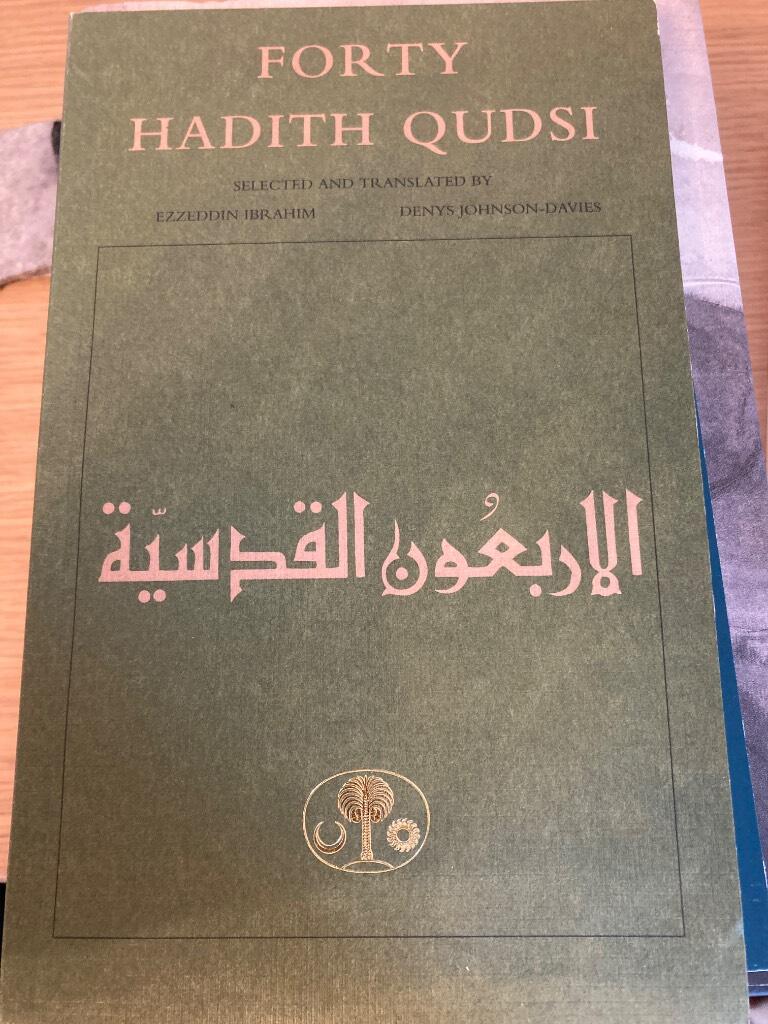 FORTY
HADITH QUDSI
SELECTED AND TRANSLATED BY
EZZEDDIN IBRAHIM DENYS JOHNSON-DAVIES
الاربعُون القدسيّة